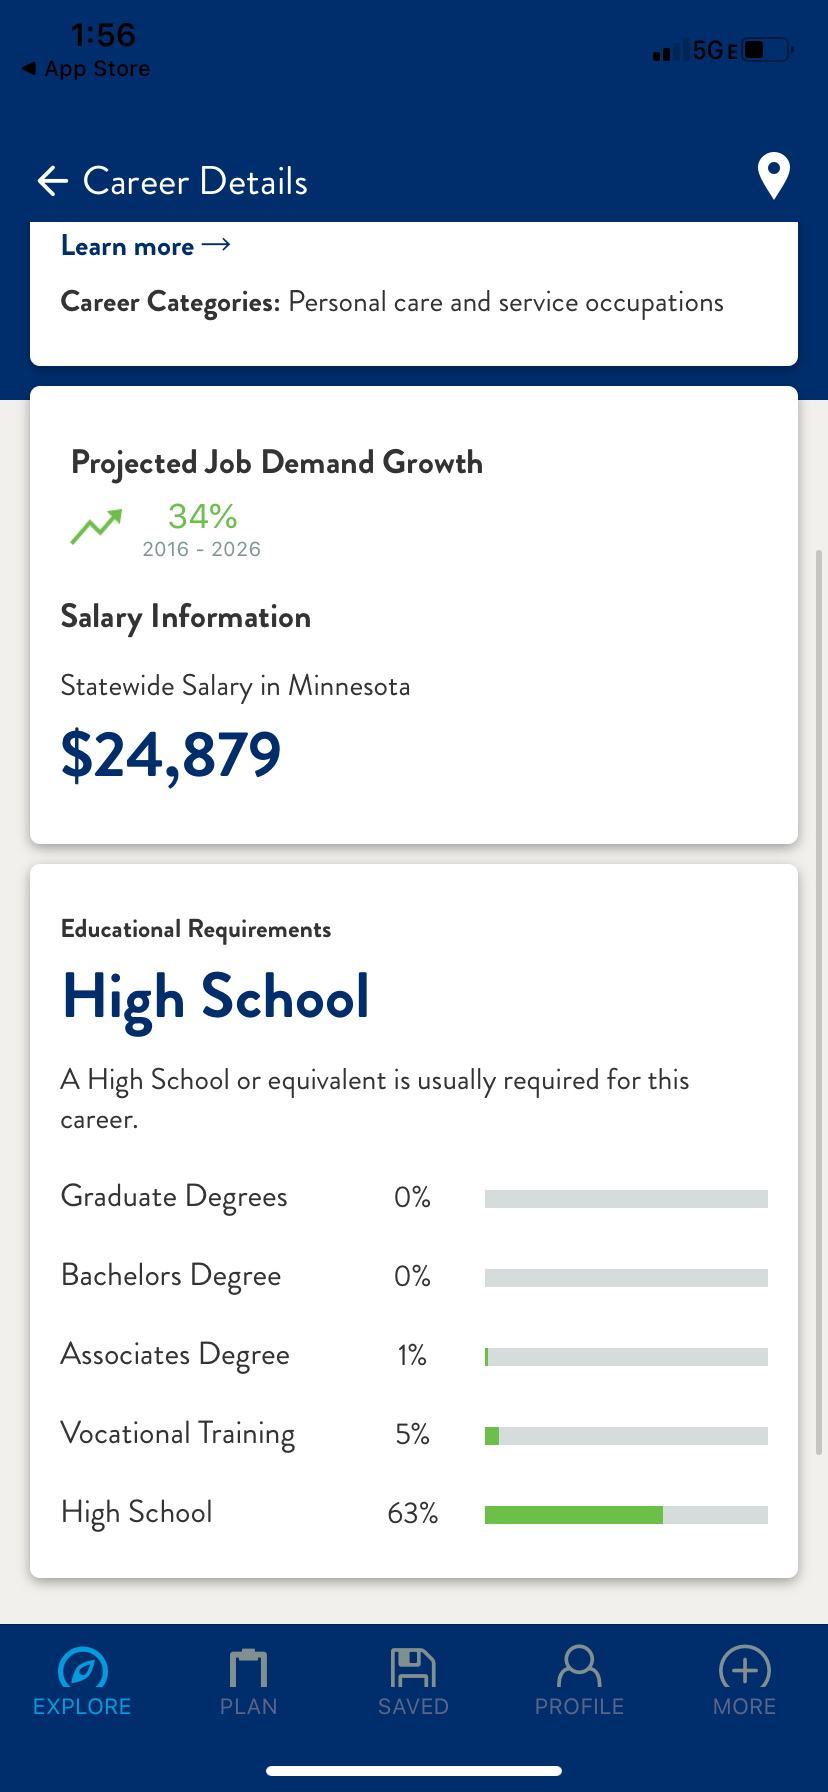 1:56
◀ App Store
5GE
← Career Details
Learn more →
Career Categories: Personal care and service occupations
Projected Job Demand Growth
34%
2016 - 2026
Salary Information
Statewide Salary in Minnesota
$24,879
Educational Requirements
High School
A High School or equivalent is usually required for this
career.
Graduate Degrees 0%
Bachelors Degree 0%
Associates Degree 1%
Vocational Training 5%
High School 63%
EXPLORE PLAN SAVED PROFILE MORE